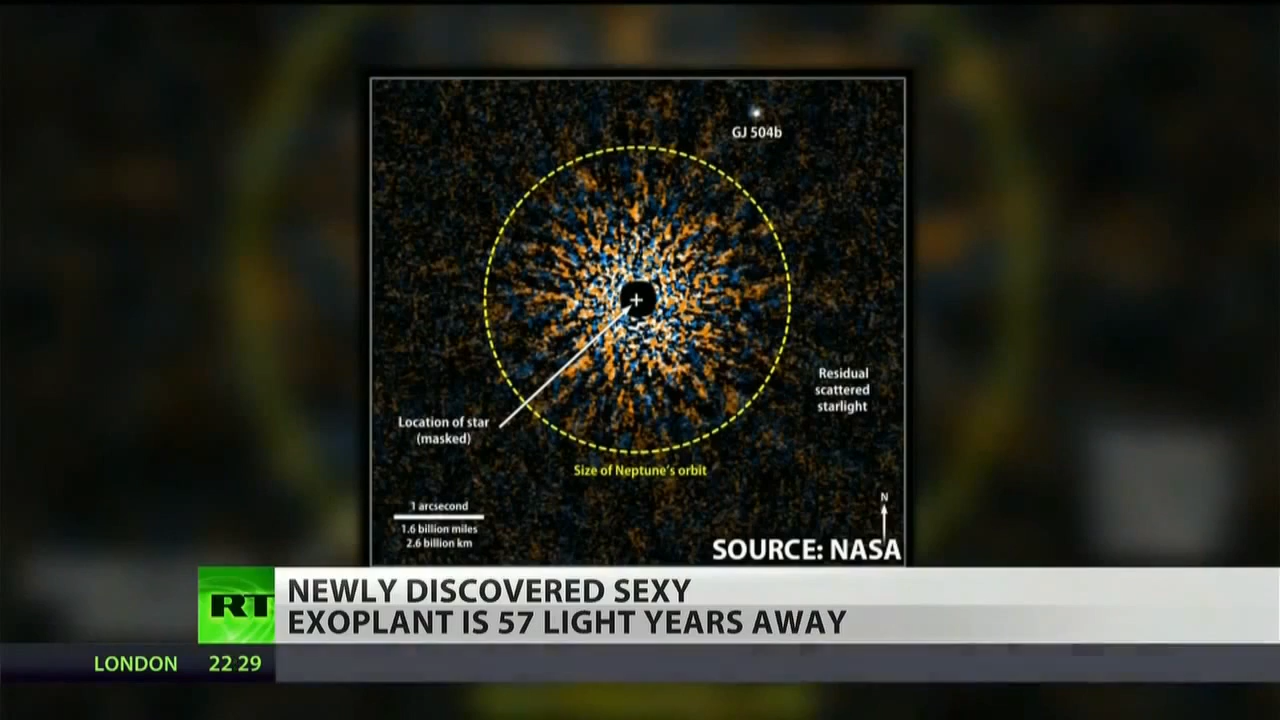 GJ 504b
Residual
scattered
starlight
Location of star
(masked)
Size of Neptune's orbit
1 arcsecond
1.6 billion miles
2.6 billion km
N
SOURCE: NASA
RT
NEWLY DISCOVERED SEXY
EXOPLANT IS 57 LIGHT YEARS AWAY
LONDON 22 29